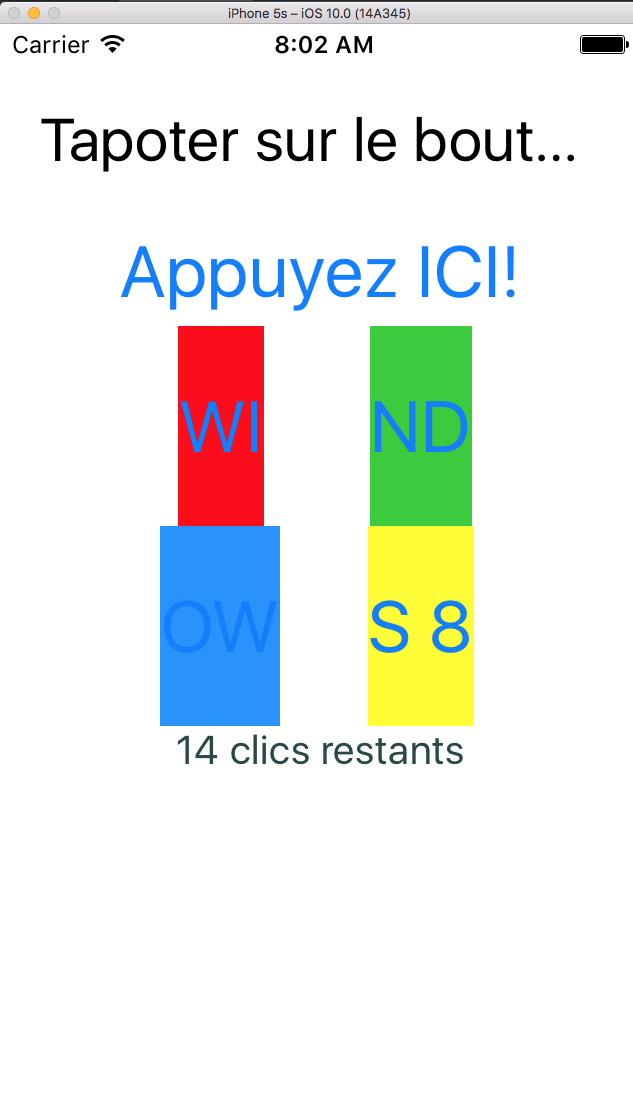 iPhone 5s – iOS 10.0 (14A345)
Carrier 8:02 AM
Tapoter sur le bout...
Appuyez ICI!
WI ND
OW S 8
14 clics restants